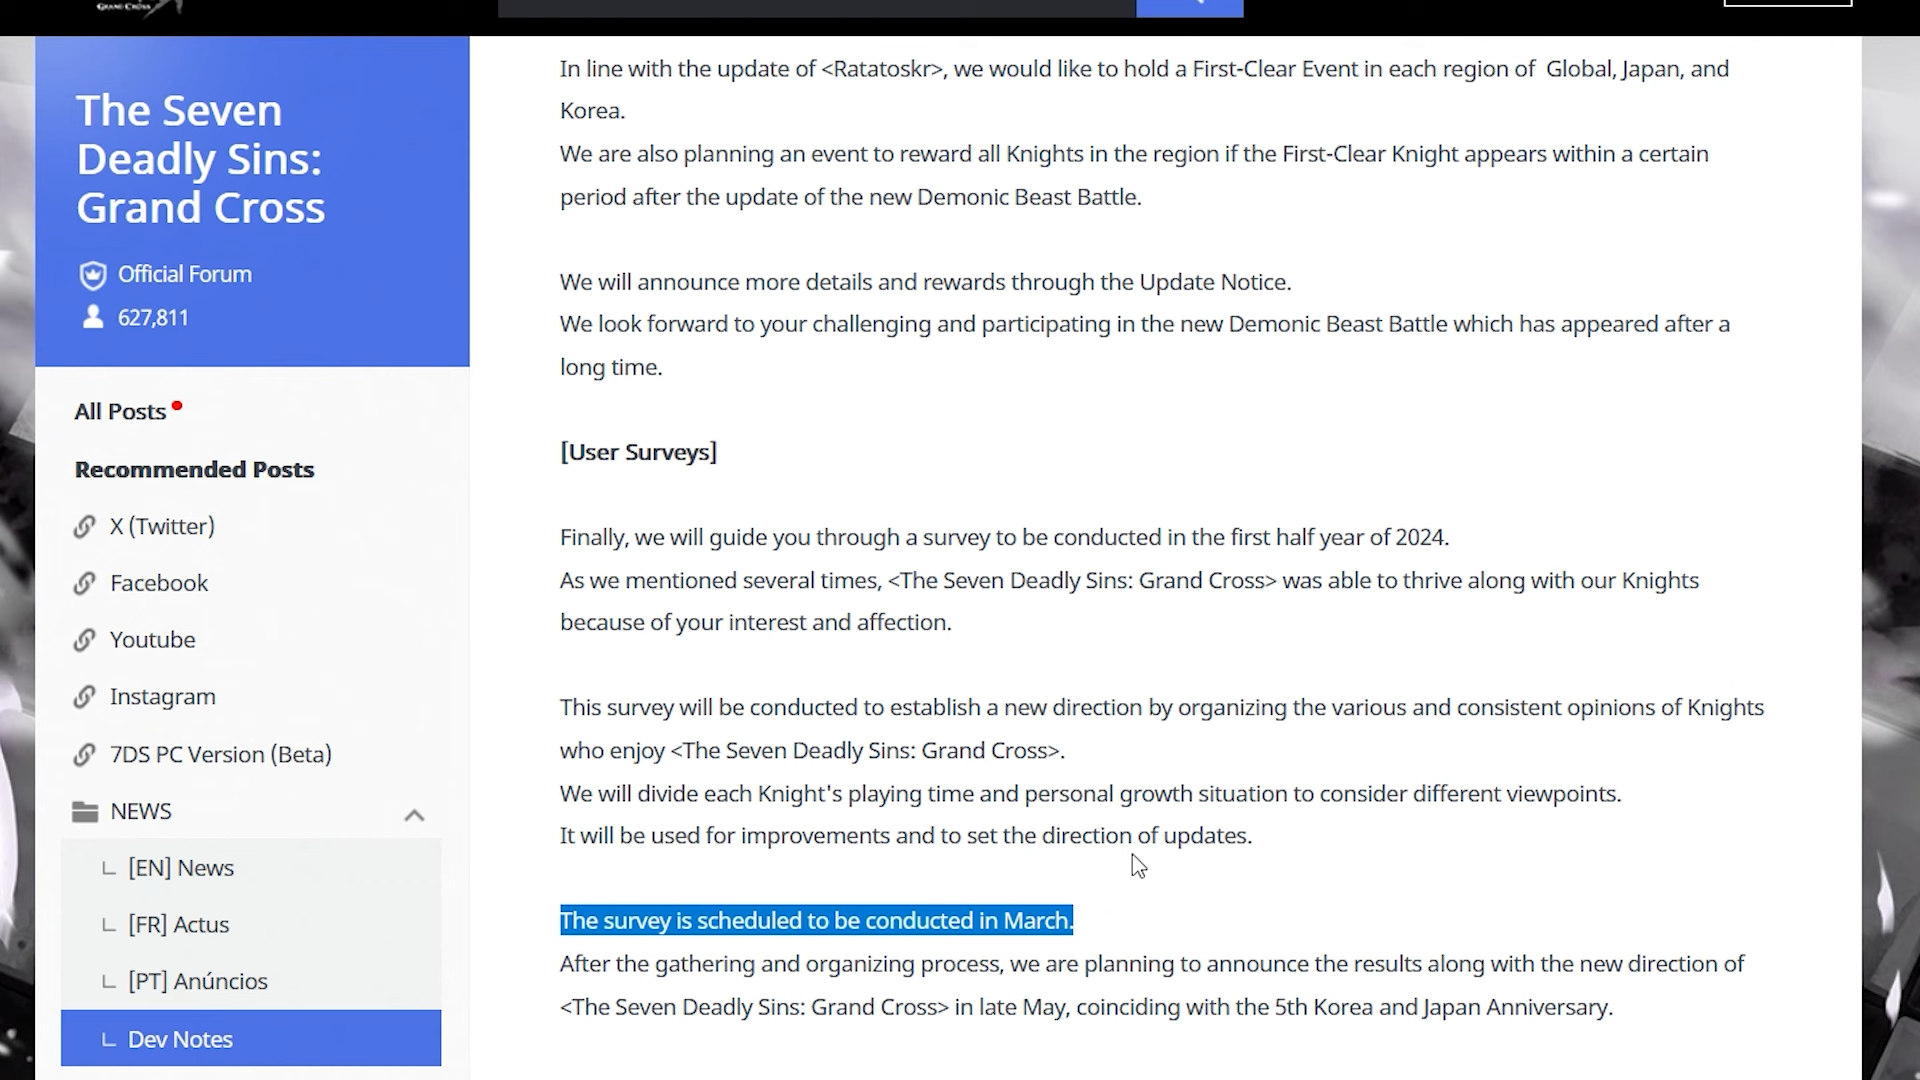 GRAND CROSS
The Seven
Deadly Sins:
Grand Cross
Official Forum
627,811
All Posts
Recommended Posts
X (Twitter)
Facebook
Youtube
Instagram
7DS PC Version (Beta)
NEWS
[EN] News
[FR] Actus
[PT] Anúncios
Dev Notes
In line with the update of <Ratatoskr>, we would like to hold a First-Clear Event in each region of  Global, Japan, and
Korea.
We are also planning an event to reward all Knights in the region if the First-Clear Knight appears within a certain
period after the update of the new Demonic Beast Battle.
We will announce more details and rewards through the Update Notice.
We look forward to your challenging and participating in the new Demonic Beast Battle which has appeared after a
long time.
[User Surveys]
Finally, we will guide you through a survey to be conducted in the first half year of 2024.
As we mentioned several times, <The Seven Deadly Sins: Grand Cross> was able to thrive along with our Knights
because of your interest and affection.
This survey will be conducted to establish a new direction by organizing the various and consistent opinions of Knights
who enjoy <The Seven Deadly Sins: Grand Cross>.
We will divide each Knight's playing time and personal growth situation to consider different viewpoints.
It will be used for improvements and to set the direction of updates.
The survey is scheduled to be conducted in March.
After the gathering and organizing process, we are planning to announce the results along with the new direction of
<The Seven Deadly Sins: Grand Cross> in late May, coinciding with the 5th Korea and Japan Anniversary.